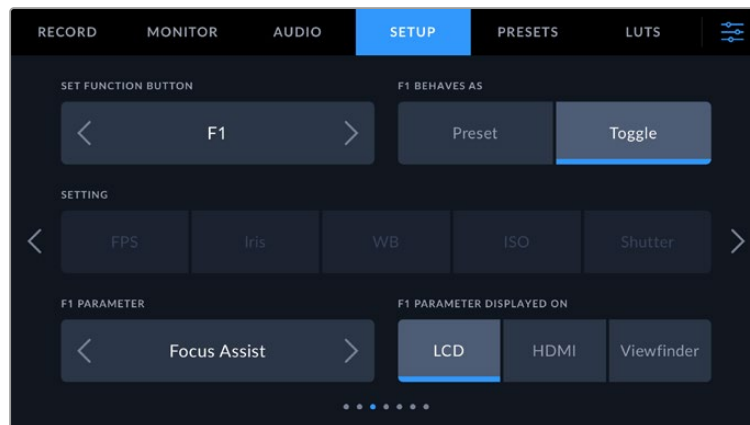 RECORD MONITOR AUDIO SETUP PRESETS LUTS
SET FUNCTION BUTTON F1 BEHAVES AS
F1 Preset Toggle
SETTING
FPS Iris WB ISO Shutter
F1 PARAMETER F1 PARAMETER DISPLAYED ON
Focus Assist LCD HDMI Viewfinder